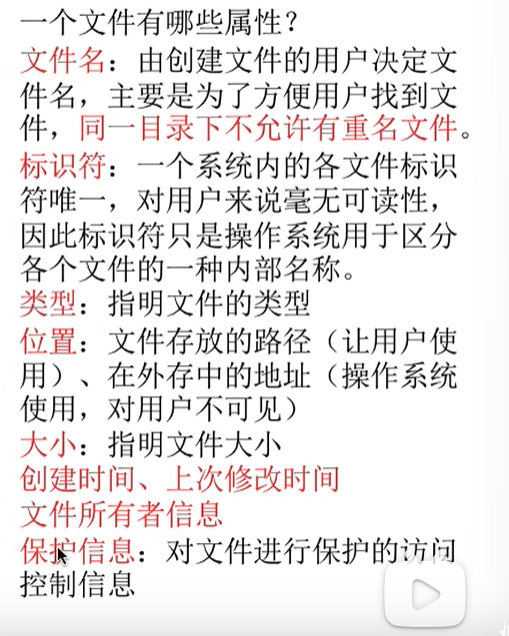 一个文件有哪些属性？
文件名：由创建文件的用户决定文
件名，主要是为了方便用户找到文
件，同一目录下不允许有重名文件。
标识符：一个系统内的各文件标识
符唯一，对用户来说毫无可读性，
因此标识符只是操作系统用于区分
各个文件的一种内部名称。
类型：指明文件的类型
位置：文件存放的路径（让用户使
用）、在外存中的地址（操作系统
使用，对用户不可见）
大小：指明文件大小
创建时间、上次修改时间
文件所有者信息
保护信息：对文件进行保护的访问
控制信息